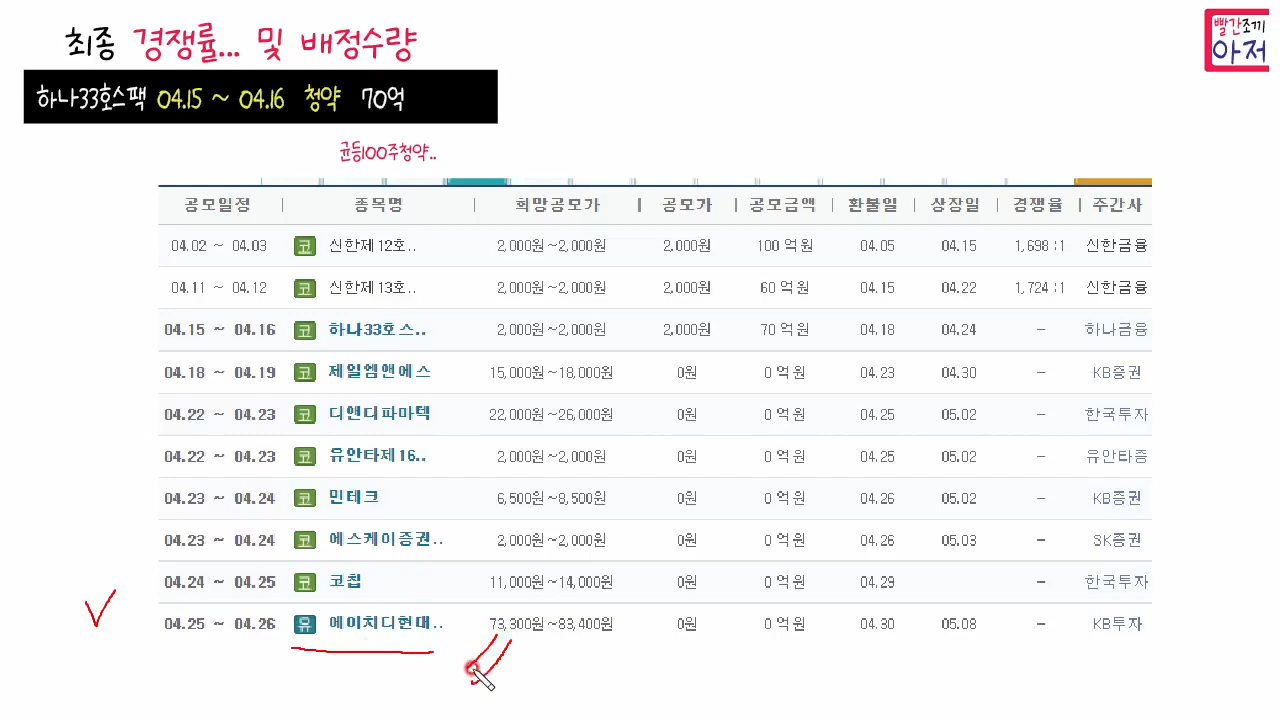 최종 경쟁률... 및 배정수량
빨간조끼
아저
하나33호스팩 04.15 ~ 04.16 청약 70억
균등100주청약..
공모일정 | 종목명 | 희망공모가 | 공모가 | 공모금액 | 환불일 | 상장일 | 경쟁율 | 주간사
04.02 ~ 04.03 코 신한제12호.. 2,000원~2,000원 2,000원 100 억원 04.05 04.15 1,698:1 신한금융
04.11 ~ 04.12 코 신한제13호.. 2,000원~2,000원 2,000원 60 억원 04.15 04.22 1,724:1 신한금융
04.15 ~ 04.16 코 하나33호스.. 2,000원~2,000원 2,000원 70 억원 04.18 04.24 - 하나금융
04.18 ~ 04.19 코 제일엠앤에스 15,000원~18,000원 0원 0 억원 04.23 04.30 - KB증권
04.22 ~ 04.23 코 디앤디파마텍 22,000원~26,000원 0원 0 억원 04.25 05.02 - 한국투자
04.22 ~ 04.23 코 유안타제16.. 2,000원~2,000원 0원 0 억원 04.25 05.02 - 유안타증
04.23 ~ 04.24 코 민테크 6,500원~8,500원 0원 0 억원 04.26 05.02 - KB증권
04.23 ~ 04.24 코 에스케이증권.. 2,000원~2,000원 0원 0 억원 04.26 05.03 - SK증권
04.24 ~ 04.25 코 코칩 11,000원~14,000원 0원 0 억원 04.29 - 한국투자
04.25 ~ 04.26 유 에이치디현대.. 73,300원~83,400원 0원 0 억원 04.30 05.08 - KB투자